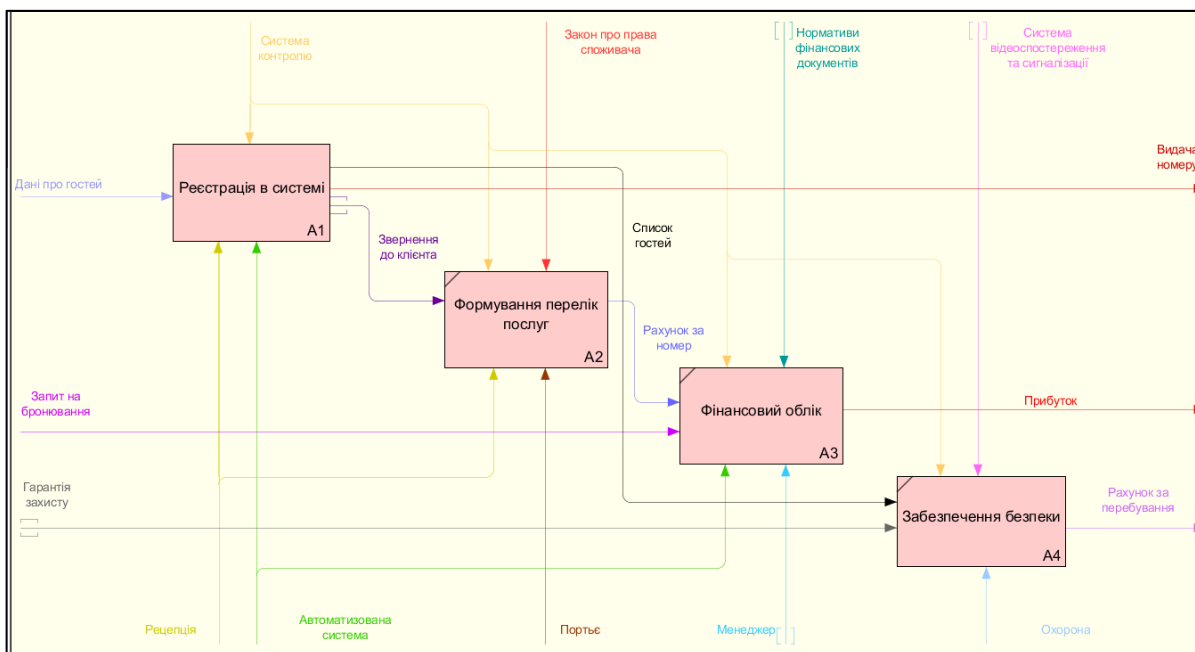 Система
контролю
Закон про права
споживача
Нормативи
фінансових
документів
Система
відеоспостереження
та сигналізації
Видача
номеру
Дані про гостей
Реєстрація в системі
A1
Звернення
до клієнта
Список
гостей
Формування перелік
послуг
A2
Рахунок за
номер
Запит на
бронювання
Фінансовий облік
A3
Прибуток
Гарантія
захисту
Забезпечення безпеки
A4
Рахунок за
перебування
Рецепція
Автоматизована
система
Портьє
Менеджер
Охорона